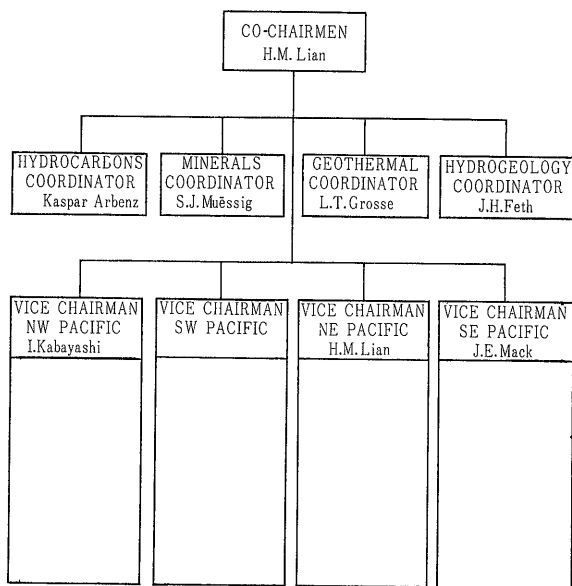 CO-CHAIRMEN
H.M. Lian
HYDROCARBONS
COORDINATOR
Kaspar Arbenz
MINERALS
COORDINATOR
S.J. Muëssig
GEOTHERMAL
COORDINATOR
L.T. Grosse
HYDROGEOLOGY
COORDINATOR
J.H. Feth
VICE CHAIRMAN
NW PACIFIC
I. Kabayashi
VICE CHAIRMAN
SW PACIFIC
VICE CHAIRMAN
NE PACIFIC
H.M. Lian
VICE CHAIRMAN
SE PACIFIC
J.E. Mack